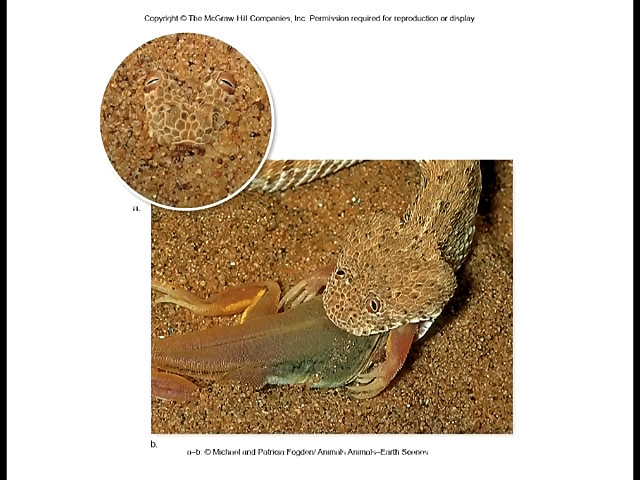 Copyright © The McGraw-Hill Companies, Inc. Permission required for reproduction or display
a.
b.
a–b: © Michael and Patricia Fogden/ Animals Animals–Earth Scenes